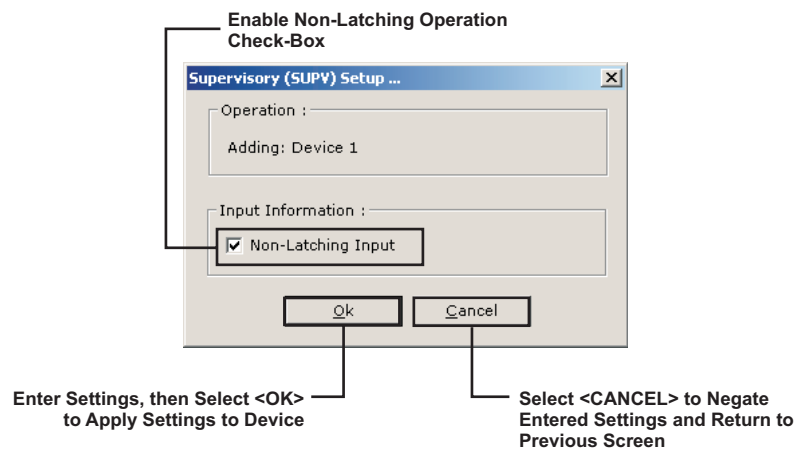 Enable Non-Latching Operation
Check-Box
Supervisory (SUPV) Setup ...
Operation :
Adding: Device 1
Input Information :
Non-Latching Input
Ok
Cancel
Enter Settings, then Select <OK>
to Apply Settings to Device
Select <CANCEL> to Negate
Entered Settings and Return to
Previous Screen